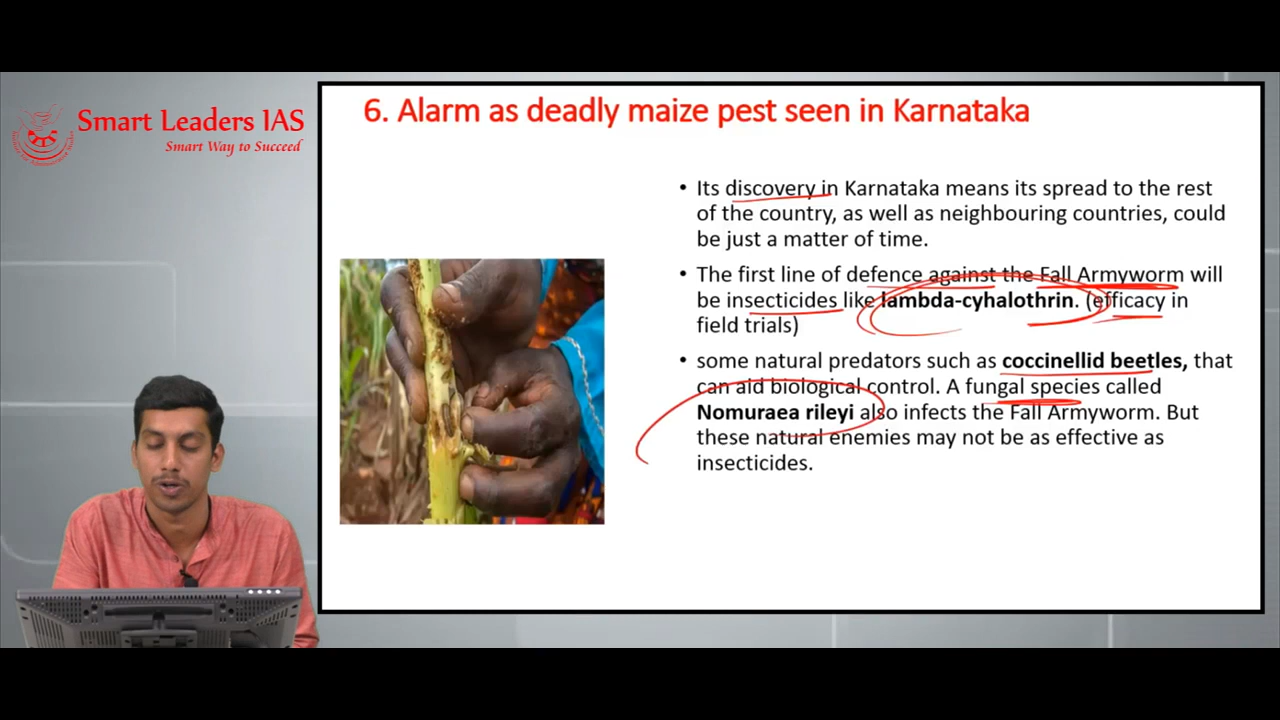 Smart Leaders IAS
Smart Way to Succeed
6. Alarm as deadly maize pest seen in Karnataka
• Its discovery in Karnataka means its spread to the rest
of the country, as well as neighbouring countries, could
be just a matter of time.
• The first line of defence against the Fall Armyworm will
be insecticides like lambda-cyhalothrin. (efficacy in
field trials)
• some natural predators such as coccinellid beetles, that
can aid biological control. A fungal species called
Nomuraea rileyi also infects the Fall Armyworm. But
these natural enemies may not be as effective as
insecticides.